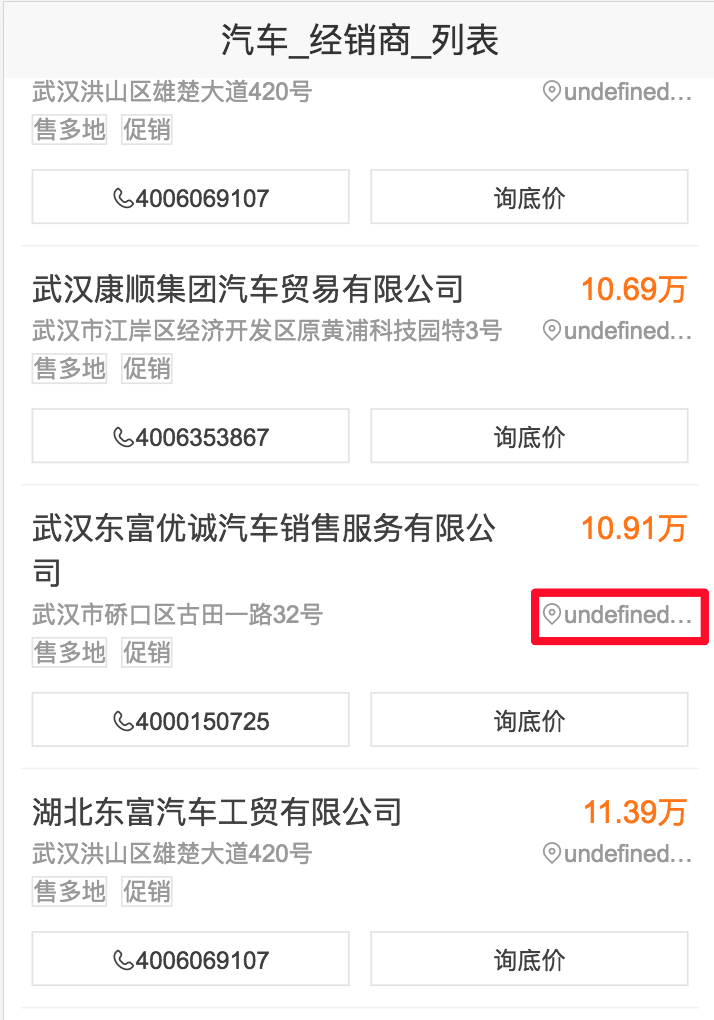 汽车_经销商_列表
武汉洪山区雄楚大道420号 undefined...
售多地 促销
4006069107 询底价
武汉康顺集团汽车贸易有限公司 10.69万
武汉市江岸区经济开发区原黄浦科技园特3号 undefined...
售多地 促销
4006353867 询底价
武汉东富优诚汽车销售服务有限公 10.91万
司
武汉市硚口区古田一路32号 undefined...
售多地 促销
4000150725 询底价
湖北东富汽车工贸有限公司 11.39万
武汉洪山区雄楚大道420号 undefined...
售多地 促销
4006069107 询底价